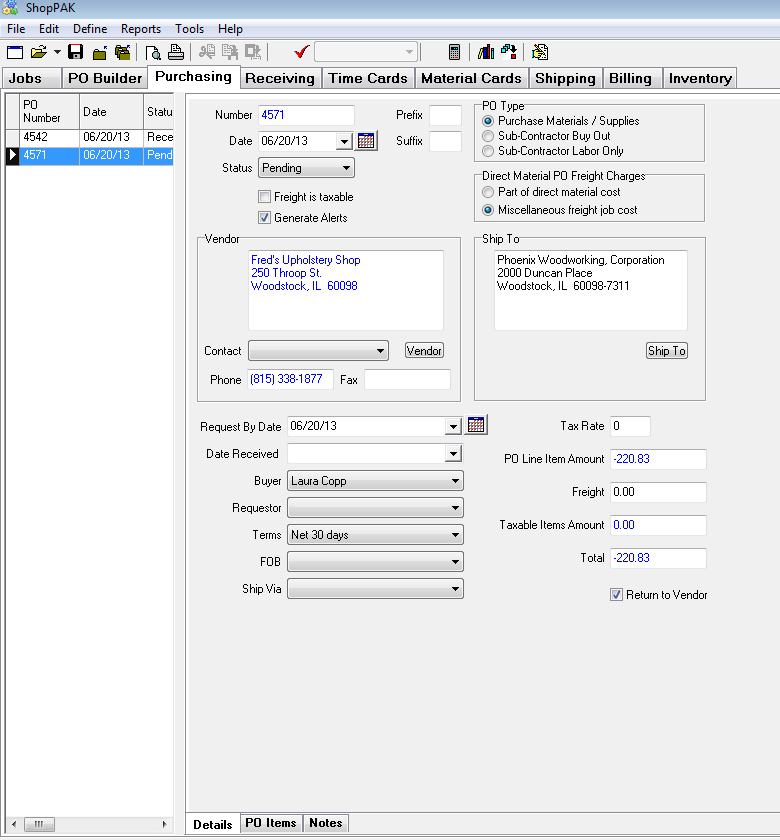 ShopPAK
File Edit Define Reports Tools Help
Jobs PO Builder Purchasing Receiving Time Cards Material Cards Shipping Billing Inventory
PO Number Date Statu
4542 06/20/13 Rece
4571 06/20/13 Pend
Number 4571 Prefix
Date 06/20/13 Suffix
Status Pending
Freight is taxable
Generate Alerts
PO Type
Purchase Materials / Supplies
Sub-Contractor Buy Out
Sub-Contractor Labor Only
Direct Material PO Freight Charges
Part of direct material cost
Miscellaneous freight job cost
Vendor
Fred's Upholstery Shop
250 Throop St.
Woodstock, IL 60098
Contact Vendor
Phone (815) 338-1877 Fax
Ship To
Phoenix Woodworking, Corporation
2000 Duncan Place
Woodstock, IL 60098-7311
Ship To
Request By Date 06/20/13
Date Received
Buyer Laura Copp
Requestor
Terms Net 30 days
FOB
Ship Via
Tax Rate 0
PO Line Item Amount -220.83
Freight 0.00
Taxable Items Amount 0.00
Total -220.83
Return to Vendor
Details PO Items Notes